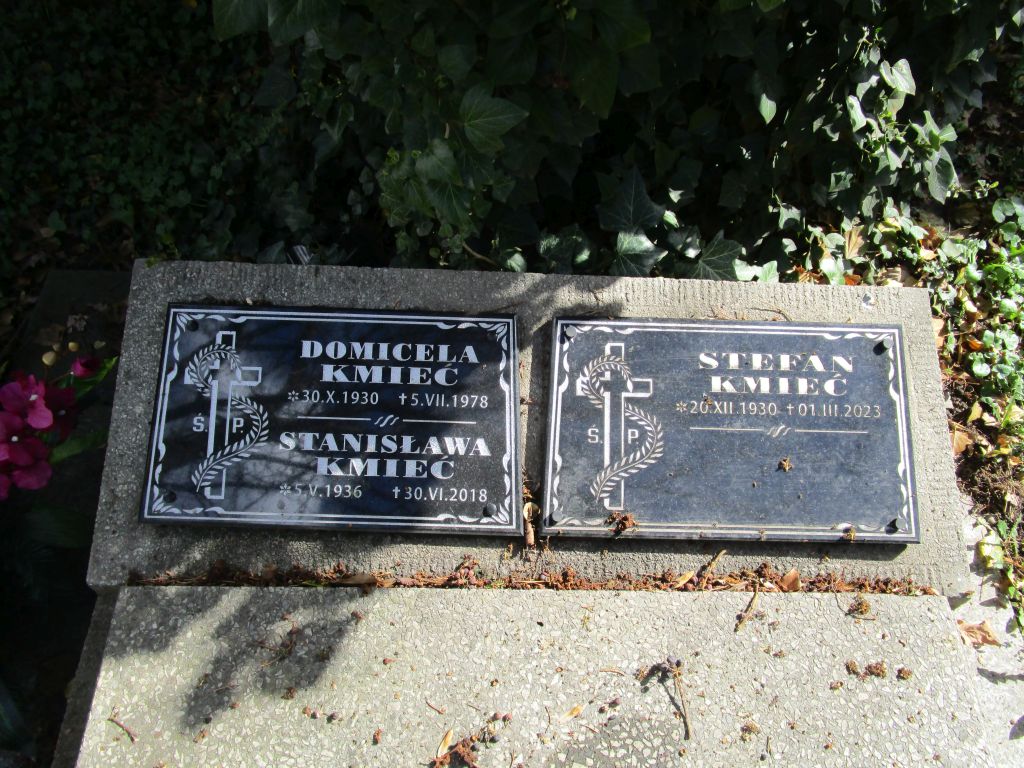 Ś. P.
DOMICELA
KMIEĆ
*30.X.1930 †5.VII.1978
STANISŁAWA
KMIEĆ
*5.V.1936 †30.VI.2018
Ś. P.
STEFAN
KMIEĆ
*20.XII.1930 †01.III.2023